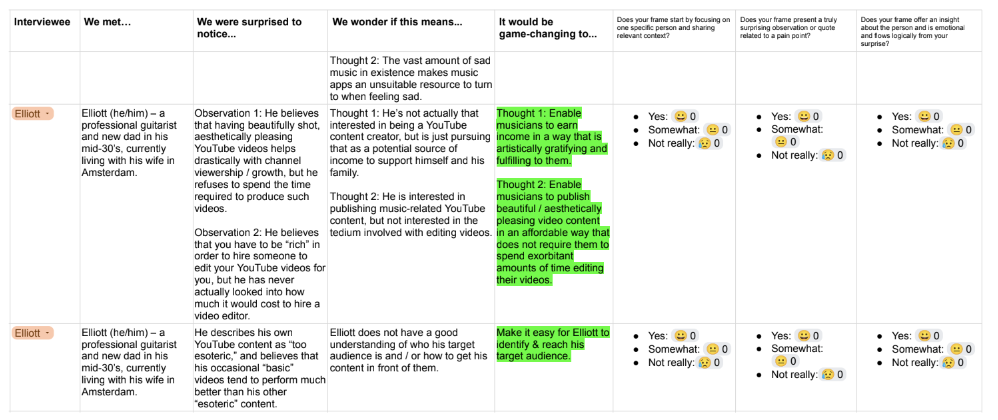 Interviewee
We met…
We were surprised to
notice...
We wonder if this means...
It would be
game-changing to...
Does your frame start by focusing on
one specific person and sharing
relevant context?
Does your frame present a truly
surprising observation or quote
related to a pain point?
Does your frame offer an insight
about the person and is emotional
and flows logically from your
surprise?
Thought 2: The vast amount of sad
music in existence makes music
apps an unsuitable resource to turn
to when feeling sad.
Elliott
Elliott (he/him) – a
professional guitarist
and new dad in his
mid-30's, currently
living with his wife in
Amsterdam.
Observation 1: He believes
that having beautifully shot,
aesthetically pleasing
YouTube videos helps
drastically with channel
viewership / growth, but he
refuses to spend the time
required to produce such
videos.
Observation 2: He believes
that you have to be “rich” in
order to hire someone to
edit your YouTube videos for
you, but he has never
actually looked into how
much it would cost to hire a
video editor.
Thought 1: He's not actually that
interested in being a YouTube
content creator, but is just pursuing
that as a potential source of
income to support himself and his
family.
Thought 2: He is interested in
publishing music-related YouTube
content, but not interested in the
tedium involved with editing videos.
Thought 1: Enable
musicians to earn
income in a way that is
artistically gratifying and
fulfilling to them.
Thought 2: Enable
musicians to publish
beautiful / aesthetically
pleasing video content
in an affordable way that
does not require them to
spend exorbitant
amounts of time editing
their videos.
● Yes: 😀 0
● Somewhat: 😐 0
● Not really: 😥 0
● Yes: 😀 0
● Somewhat:
😐 0
● Not really: 😥 0
● Yes: 😀 0
● Somewhat: 😐 0
● Not really: 😥 0
Elliott
Elliott (he/him) – a
professional guitarist
and new dad in his
mid-30's, currently
living with his wife in
Amsterdam.
He describes his own
YouTube content as “too
esoteric,” and believes that
his occasional “basic”
videos tend to perform much
better than his other
“esoteric” content.
Elliott does not have a good
understanding of who his target
audience is and / or how to get his
content in front of them.
Make it easy for Elliott to
identify & reach his
target audience.
● Yes: 😀 0
● Somewhat: 😐 0
● Not really: 😥 0
● Yes: 😀 0
● Somewhat:
😐 0
● Not really: 😥 0
● Yes: 😀 0
● Somewhat: 😐 0
● Not really: 😥 0